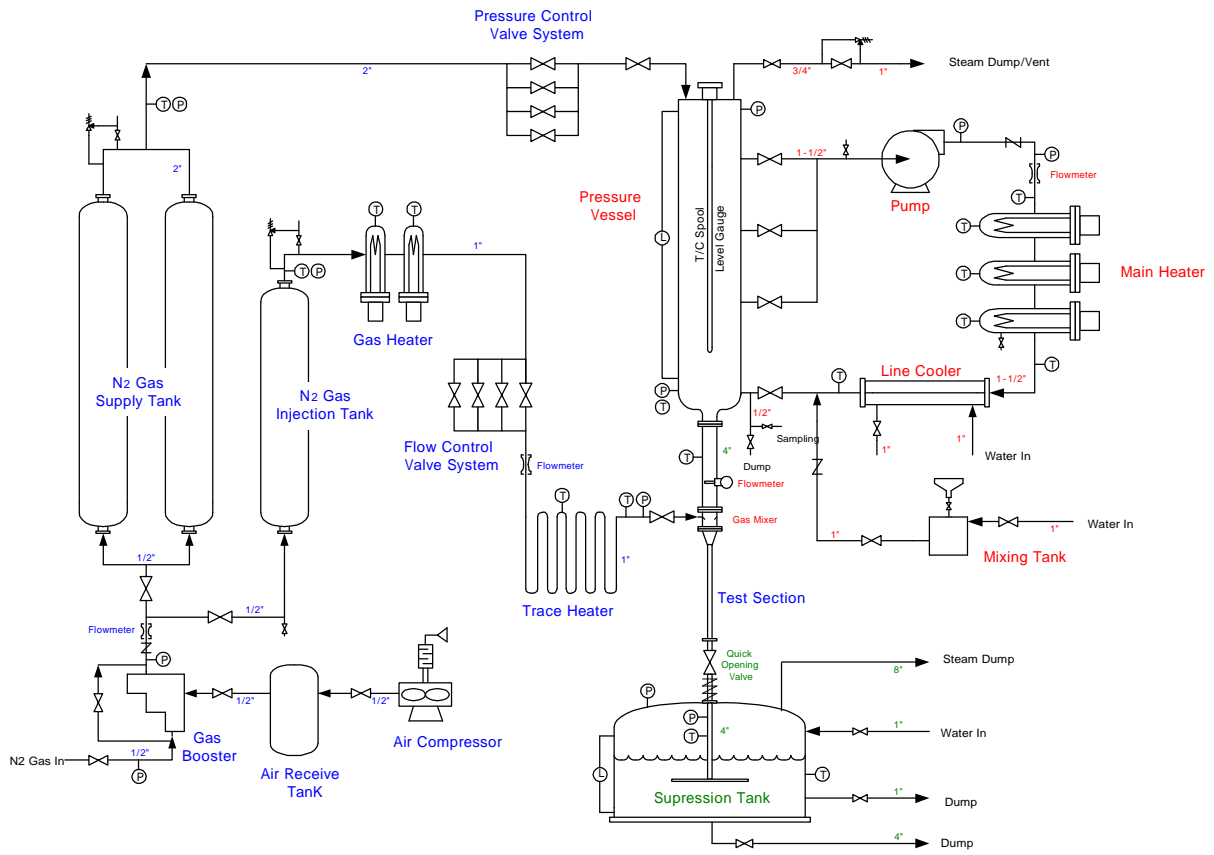 Pressure Control
Valve System
2"
3/4"
1"
Steam Dump/Vent
T
P
P
P
2"
1-1/2"
P
Flowmeter
Pump
T
Pressure
Vessel
T/C Spool
Level Gauge
L
T
T
T
T
P
1"
Gas Heater
T
Main Heater
T
N2 Gas
Supply Tank
N2 Gas
Injection Tank
T
Line Cooler
T
1-1/2"
P
T
1/2"
Sampling
Dump
1"
1"
Water In
Flow Control
Valve System
Flowmeter
4"
T
Flowmeter
T
T
P
Gas Mixer
1"
Water In
1"
Mixing Tank
1/2"
1"
Trace Heater
Test Section
1/2"
Flowmeter
P
Quick
Opening
Valve
Steam Dump
8"
1/2"
1/2"
Air Compressor
P
P
4"
T
1"
Water In
Gas
Booster
N2 Gas In
1/2"
P
Air Receive
TanK
L
T
Supression Tank
1"
Dump
4"
Dump